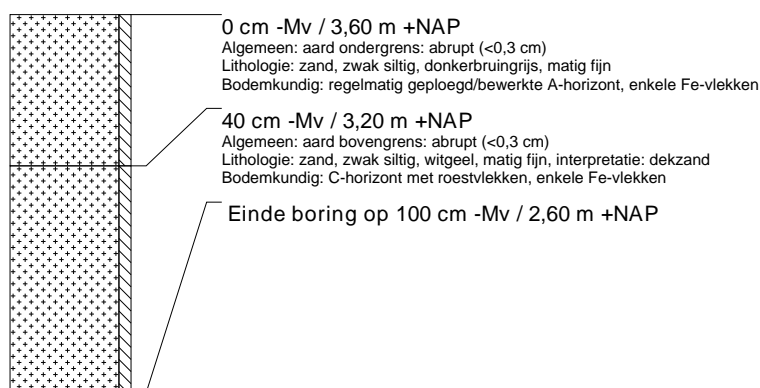 0 cm -Mv / 3,60 m +NAP
Algemeen: aard ondergrens: abrupt (<0,3 cm)
Lithologie: zand, zwak siltig, donkerbruingrijs, matig fijn
Bodemkundig: regelmatig geploegd/bewerkte A-horizont, enkele Fe-vlekken
40 cm -Mv / 3,20 m +NAP
Algemeen: aard bovengrens: abrupt (<0,3 cm)
Lithologie: zand, zwak siltig, witgeel, matig fijn, interpretatie: dekzand
Bodemkundig: C-horizont met roestvlekken, enkele Fe-vlekken
Einde boring op 100 cm -Mv / 2,60 m +NAP